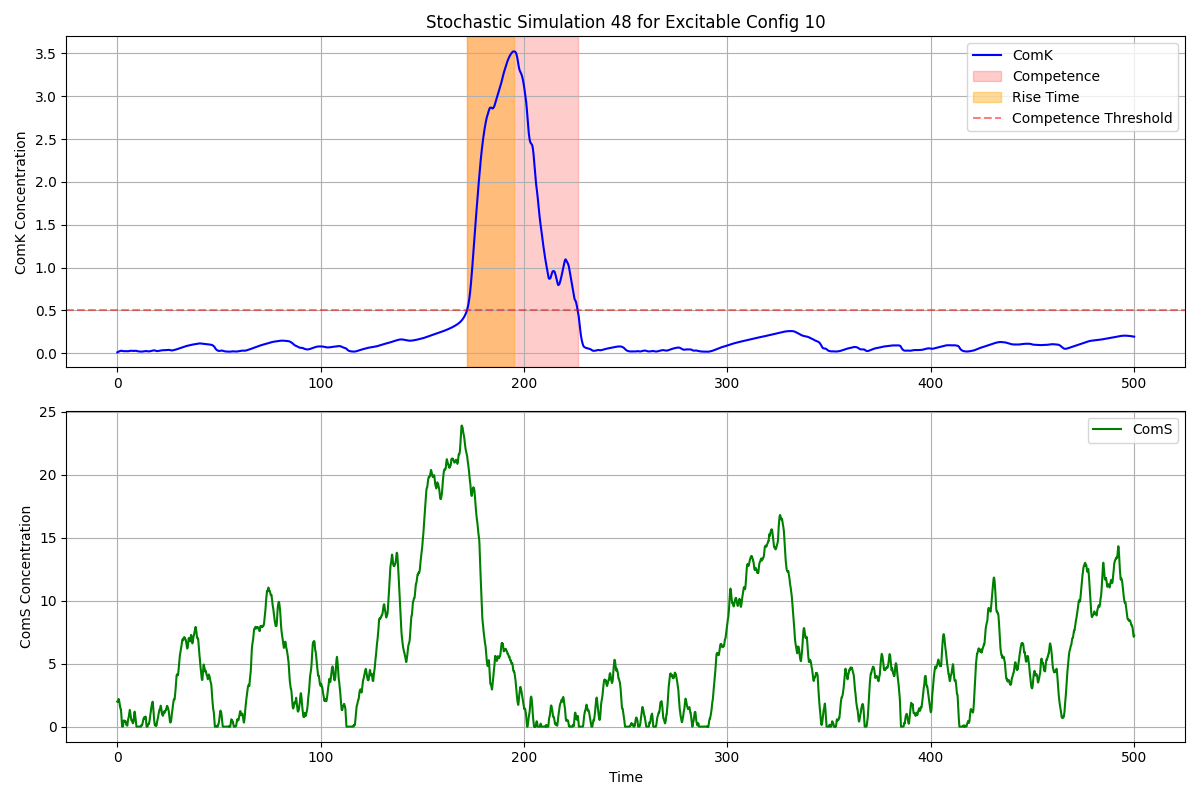 Stochastic Simulation 48 for Excitable Config 10
ComK Concentration
3.5
3.0
2.5
2.0
1.5
1.0
0.5
0.0
0 100 200 300 400 500
ComK
Competence
Rise Time
Competence Threshold
ComS Concentration
25
20
15
10
5
0
0 100 200 300 400 500
Time
ComS